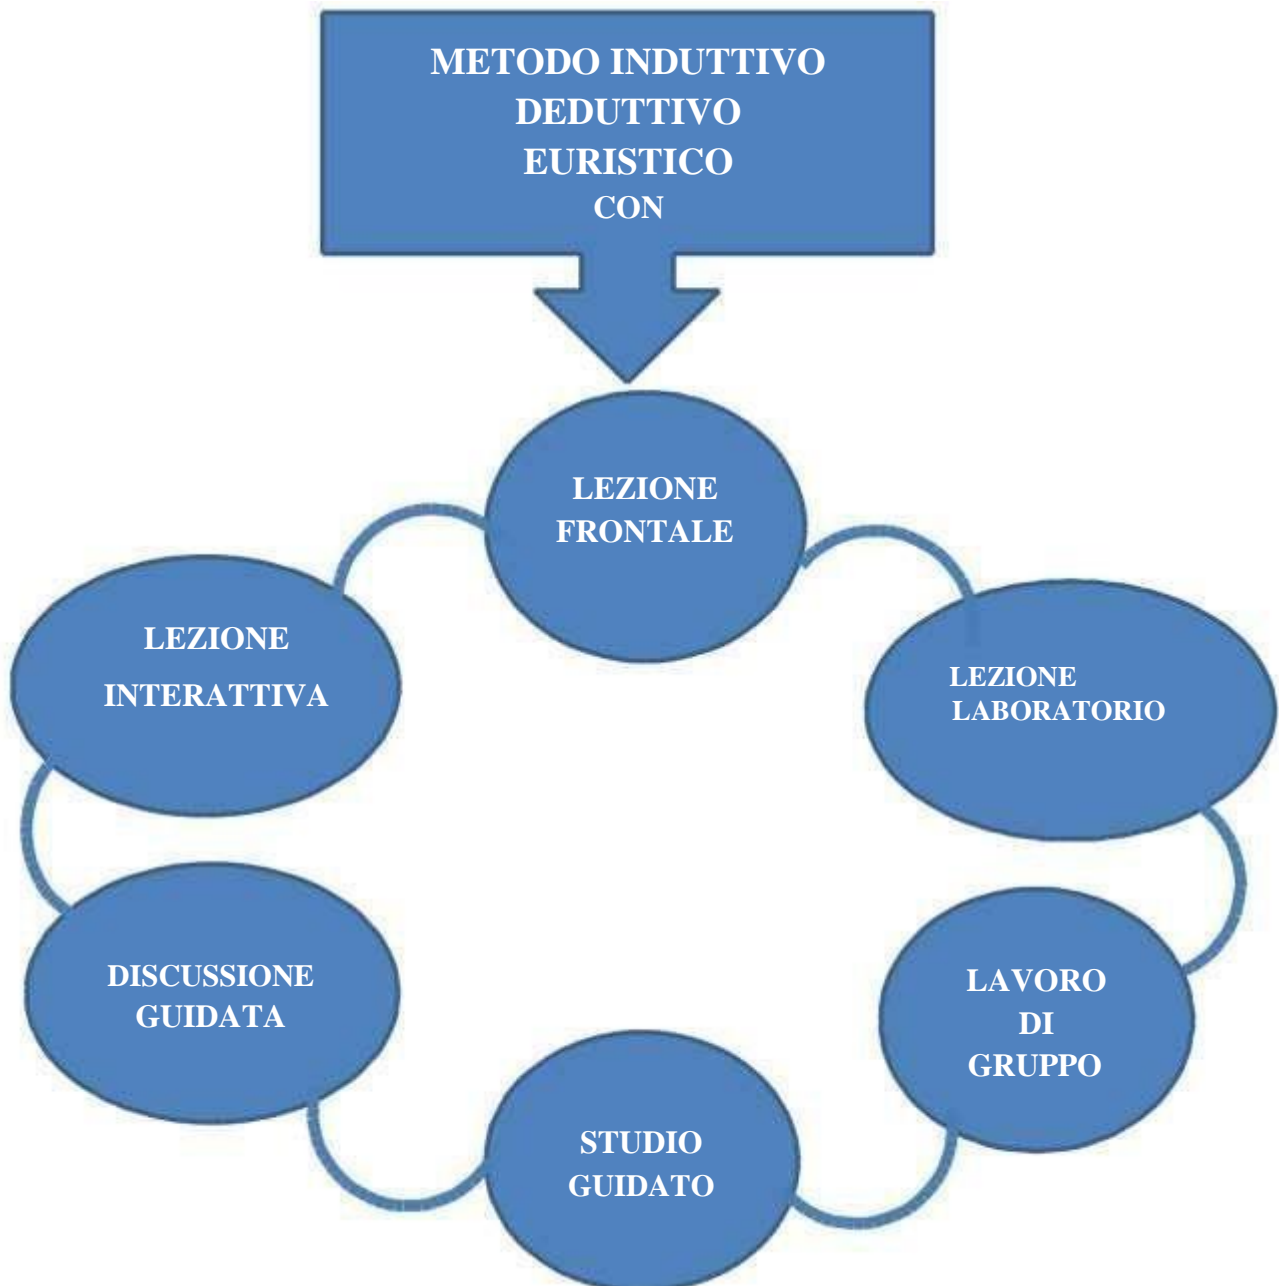 METODO INDUTTIVO
DEDUTTIVO
EURISTICO
CON
LEZIONE
FRONTALE
LEZIONE
INTERATTIVA
LEZIONE
LABORATORIO
DISCUSSIONE
GUIDATA
LAVORO
DI
GRUPPO
STUDIO
GUIDATO